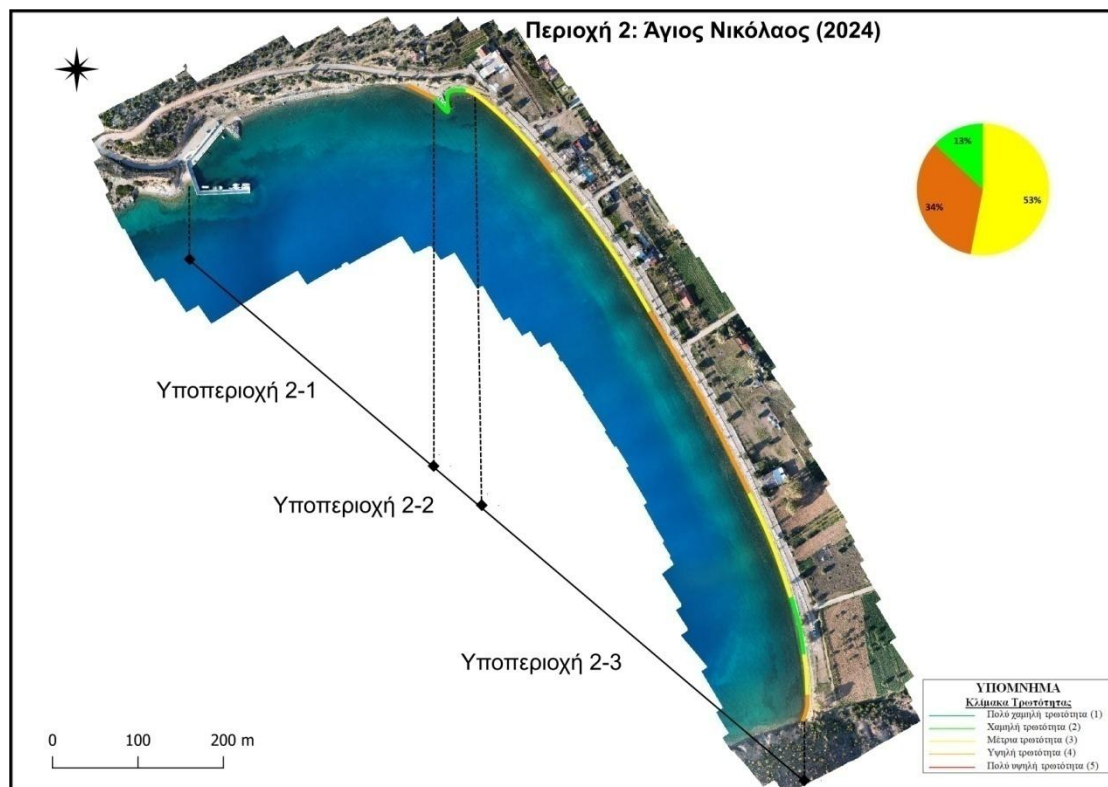 Περιοχή 2: Άγιος Νικόλαος (2024)
13%
34%
53%
Υποπεριοχή 2-1
Υποπεριοχή 2-2
Υποπεριοχή 2-3
0 100 200 m
ΥΠΟΜΝΗΜΑ
Κλίμακα Τρωτότητας
Πολύ χαμηλή τρωτότητα (1)
Χαμηλή τρωτότητα (2)
Μέτρια τρωτότητα (3)
Υψηλή τρωτότητα (4)
Πολύ υψηλή τρωτότητα (5)